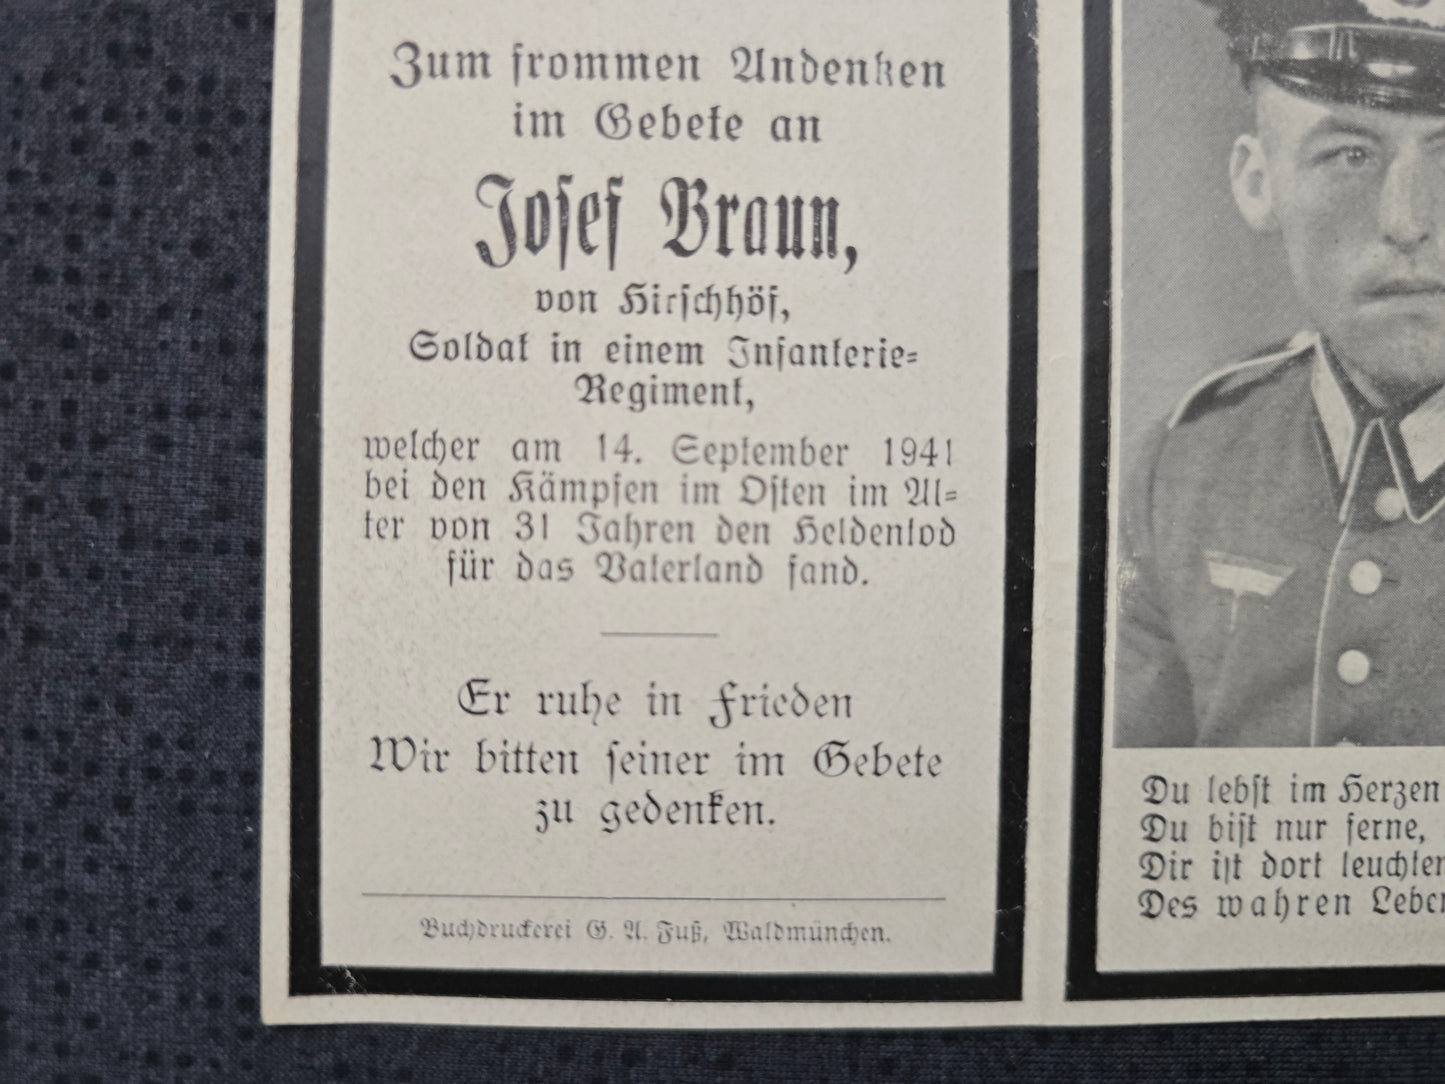 Zum frommen Andenken
im Gebete an
Josef Braun,
von Hirschhöf,
Soldat in einem Infanterie=
Regiment,
welcher am 14. September 1941
bei den Kämpfen im Osten im Al=
ter von 31 Jahren den Heldentod
für das Vaterland fand.
Er ruhe in Frieden
Wir bitten seiner im Gebete
zu gedenken.
Buchdruckerei G. A. Fuß, Waldmünchen.
Du lebst im Herzen
Du bist nur ferne,
Dir ist dort
Des wahren